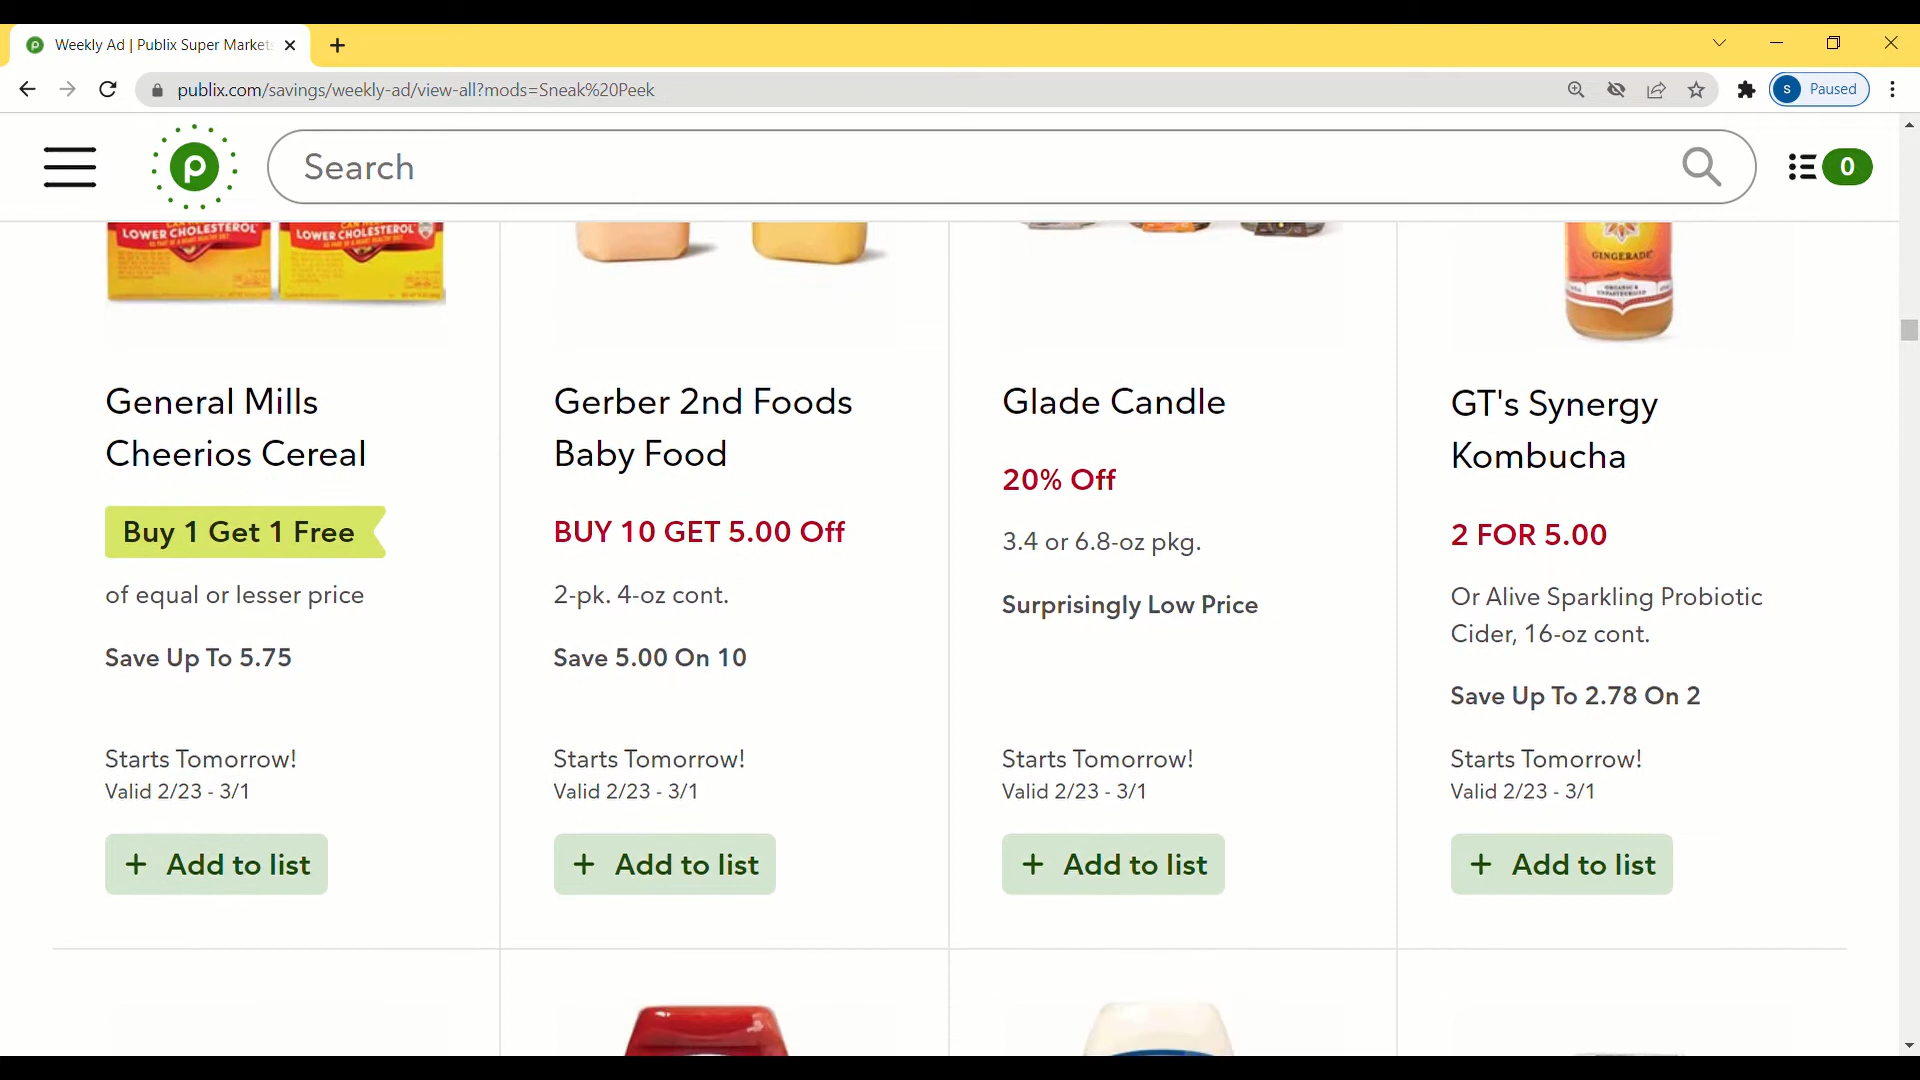 Weekly Ad | Publix Super Markets
publix.com/savings/weekly-ad/view-all?mods=Sneak%20Peek
S
Paused
p
Search
0
LOWER CHOLESTEROL
LOWER CHOLESTEROL
GINGERADE
General Mills
Cheerios Cereal
Buy 1 Get 1 Free
of equal or lesser price
Save Up To 5.75
Starts Tomorrow!
Valid 2/23 - 3/1
+ Add to list
Gerber 2nd Foods
Baby Food
BUY 10 GET 5.00 Off
2-pk. 4-oz cont.
Save 5.00 On 10
Starts Tomorrow!
Valid 2/23 - 3/1
+ Add to list
Glade Candle
20% Off
3.4 or 6.8-oz pkg.
Surprisingly Low Price
Starts Tomorrow!
Valid 2/23 - 3/1
+ Add to list
GT's Synergy
Kombucha
2 FOR 5.00
Or Alive Sparkling Probiotic
Cider, 16-oz cont.
Save Up To 2.78 On 2
Starts Tomorrow!
Valid 2/23 - 3/1
+ Add to list